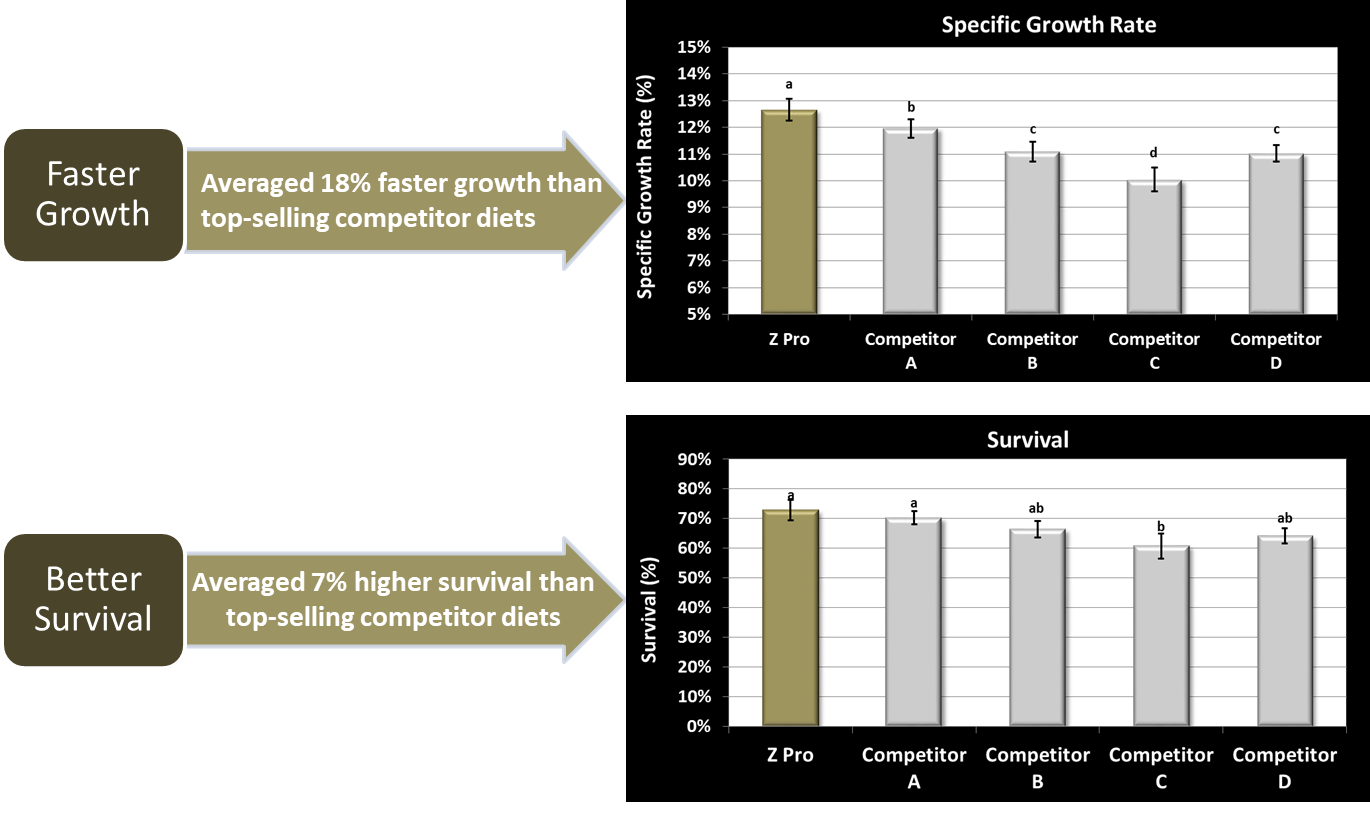 Faster
Growth
Averaged 18% faster growth than
top-selling competitor diets
Specific Growth Rate
Specific Growth Rate (%)
15%
14%
13%
12%
11%
10%
9%
8%
7%
6%
5%
a
b
c
d
c
Z Pro
Competitor
A
Competitor
B
Competitor
C
Competitor
D
Better
Survival
Averaged 7% higher survival than
top-selling competitor diets
Survival
Survival (%)
90%
80%
70%
60%
50%
40%
30%
20%
10%
0%
a
a
ab
b
ab
Z Pro
Competitor
A
Competitor
B
Competitor
C
Competitor
D